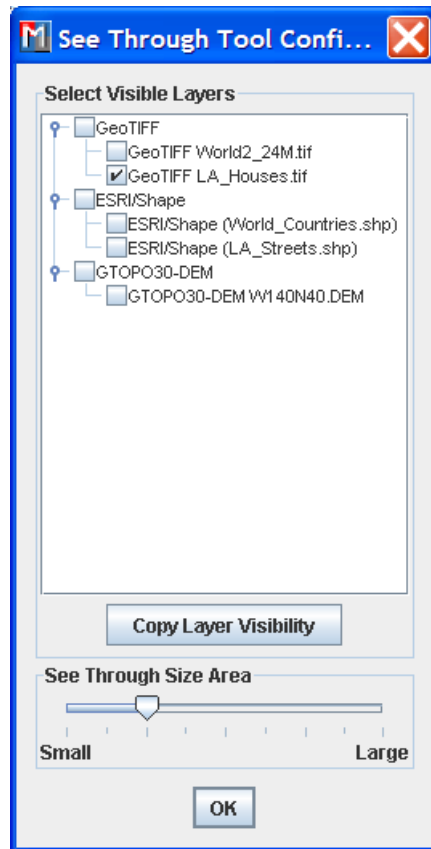 See Through Tool Confi...
Select Visible Layers
GeoTIFF
GeoTIFF World2_24M.tif
GeoTIFF LA_Houses.tif
ESRI/Shape
ESRI/Shape (World_Countries.shp)
ESRI/Shape (LA_Streets.shp)
GTOPO30-DEM
GTOPO30-DEM W140N40.DEM
Copy Layer Visibility
See Through Size Area
Small Large
OK